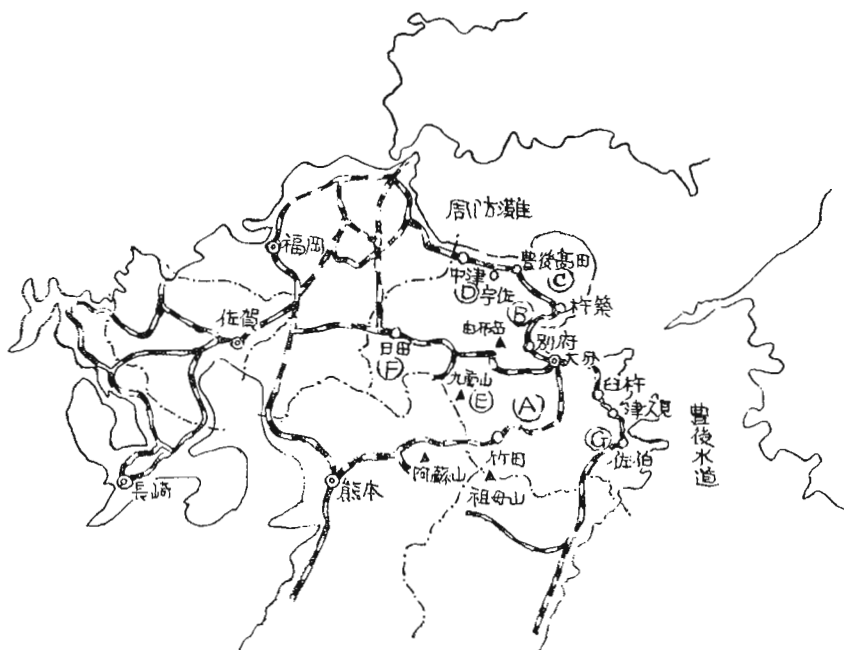 周防灘
福岡
豊後高田
中津
Ⓓ
宇佐
Ⓒ
杵築
Ⓑ
佐賀
由布岳
別府
日田
大分
Ⓕ
九重山
Ⓔ
Ⓐ
臼杵
津久見
豊後水道
Ⓖ
佐伯
竹田
阿蘇山
長崎
熊本
祖母山